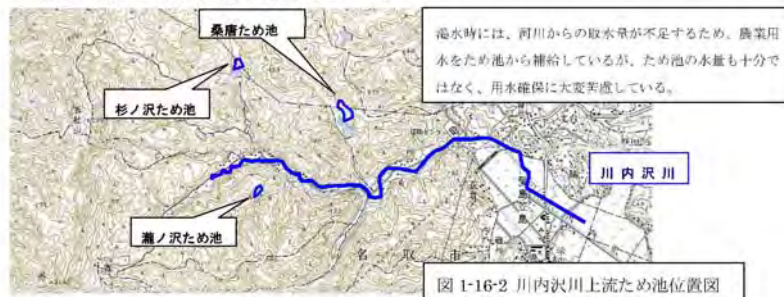 桑唐ため池
渇水時には、河川からの取水量が不足するため、農業用
水をため池から補給しているが、ため池の水量も十分で
はなく、用水確保に大変苦慮している。
杉ノ沢ため池
川内沢川
瀧ノ沢ため池
名取市
図 1-16-2 川内沢川上流ため池位置図